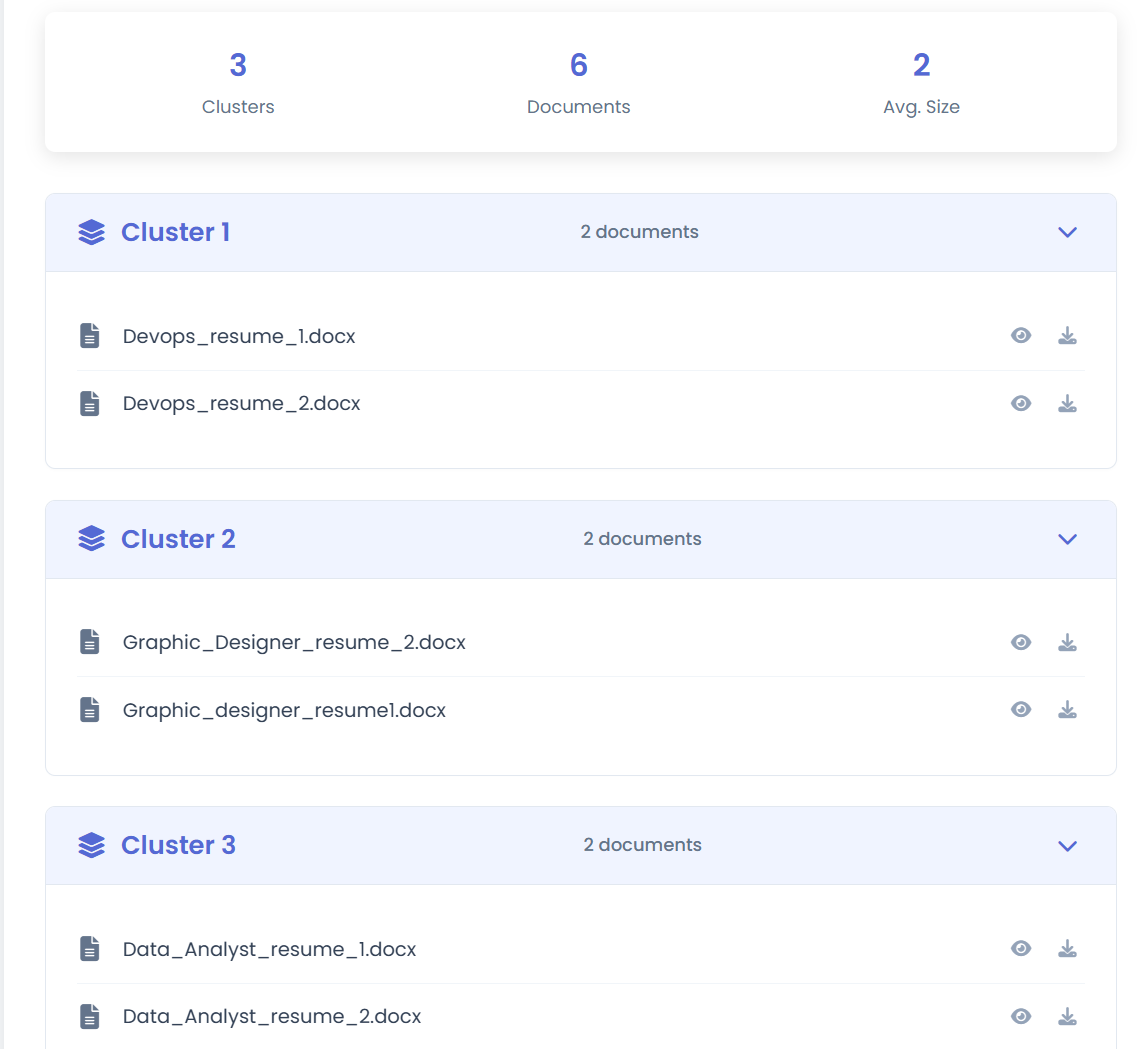 3
Clusters
6
Documents
2
Avg. Size
Cluster 1
2 documents
Devops_resume_1.docx
Devops_resume_2.docx
Cluster 2
2 documents
Graphic_Designer_resume_2.docx
Graphic_designer_resume1.docx
Cluster 3
2 documents
Data_Analyst_resume_1.docx
Data_Analyst_resume_2.docx